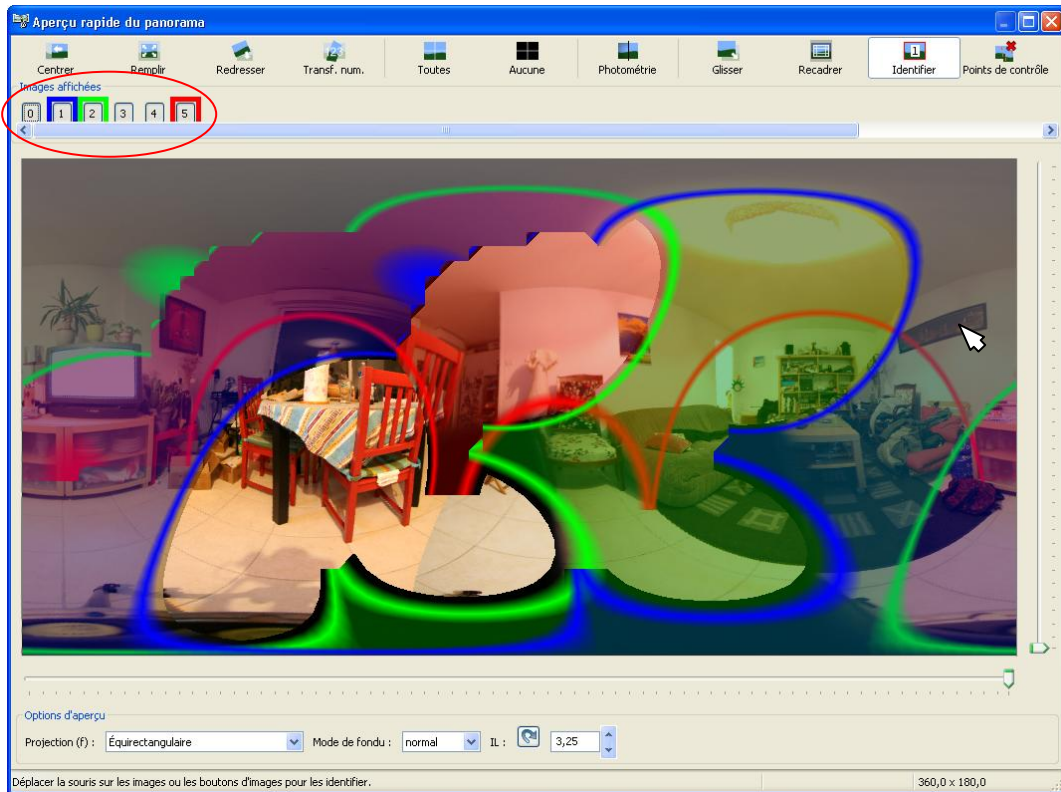 Aperçu rapide du panorama
Centrer Remplir Redresser Transf. num. Toutes Aucune Photométrie Glisser Recadrer Identifier Points de contrôle
Images affichées
0 1 2 3 4 5
Options d'aperçu
Projection (f) : Équirectangulaire Mode de fondu : normal IL : 3,25
Déplacer la souris sur les images ou les boutons d'images pour les identifier. 360,0 x 180,0